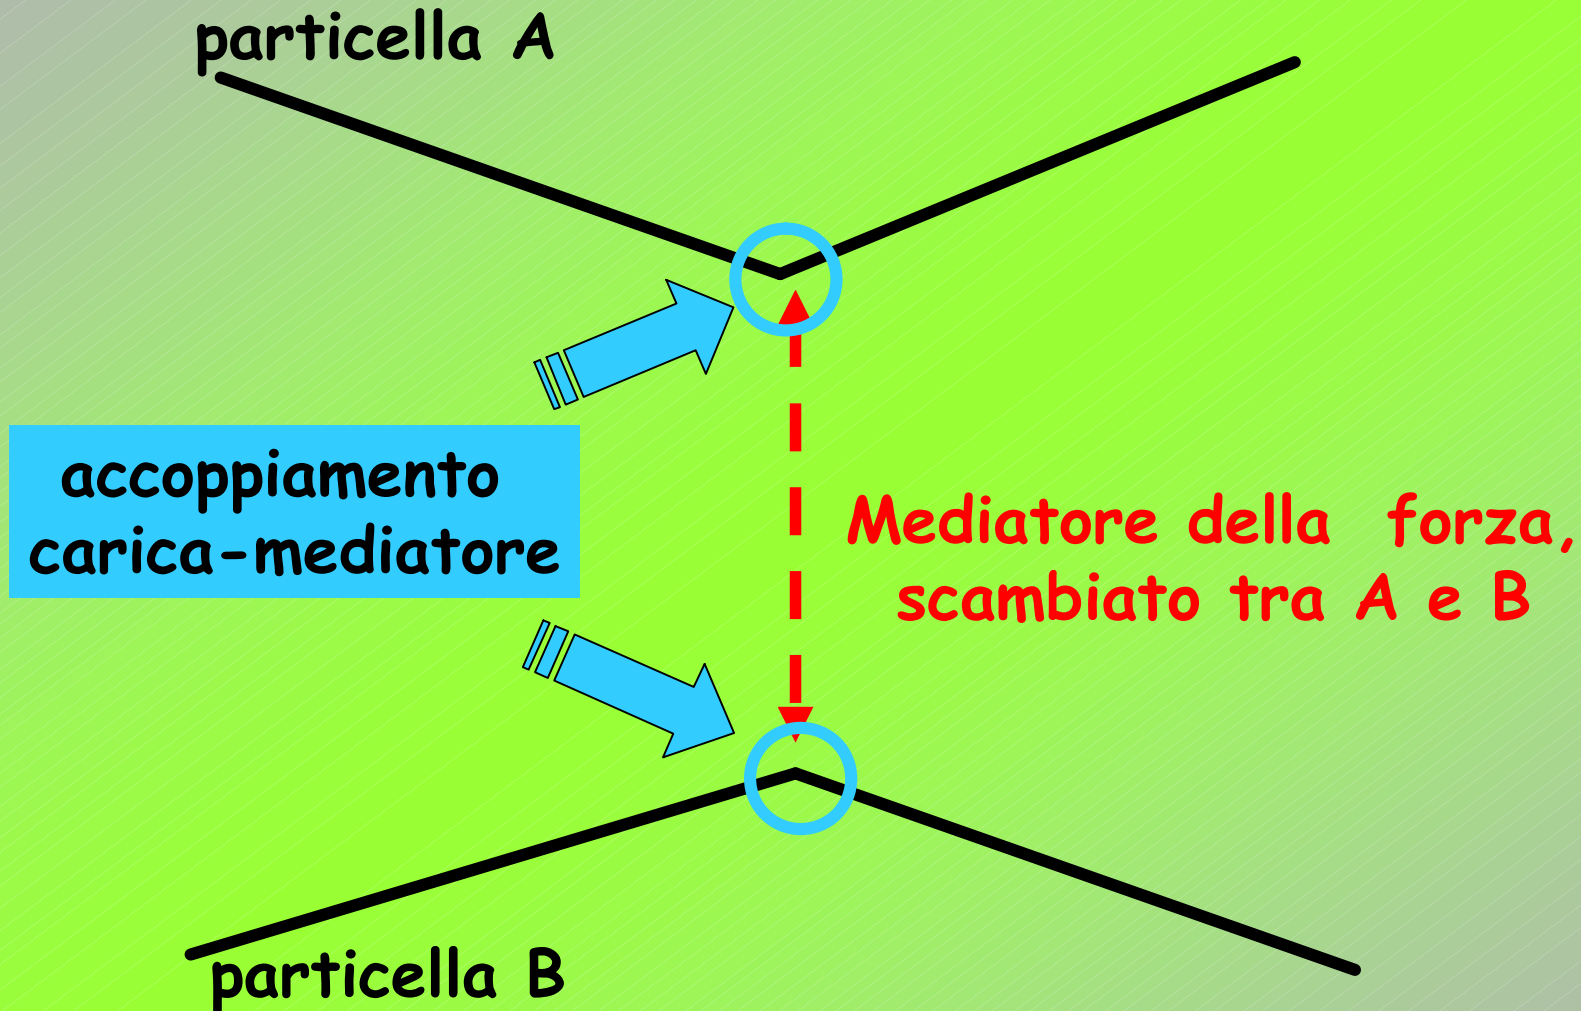 particella A
accoppiamento
carica-mediatore
Mediatore della forza,
scambiato tra A e B
particella B